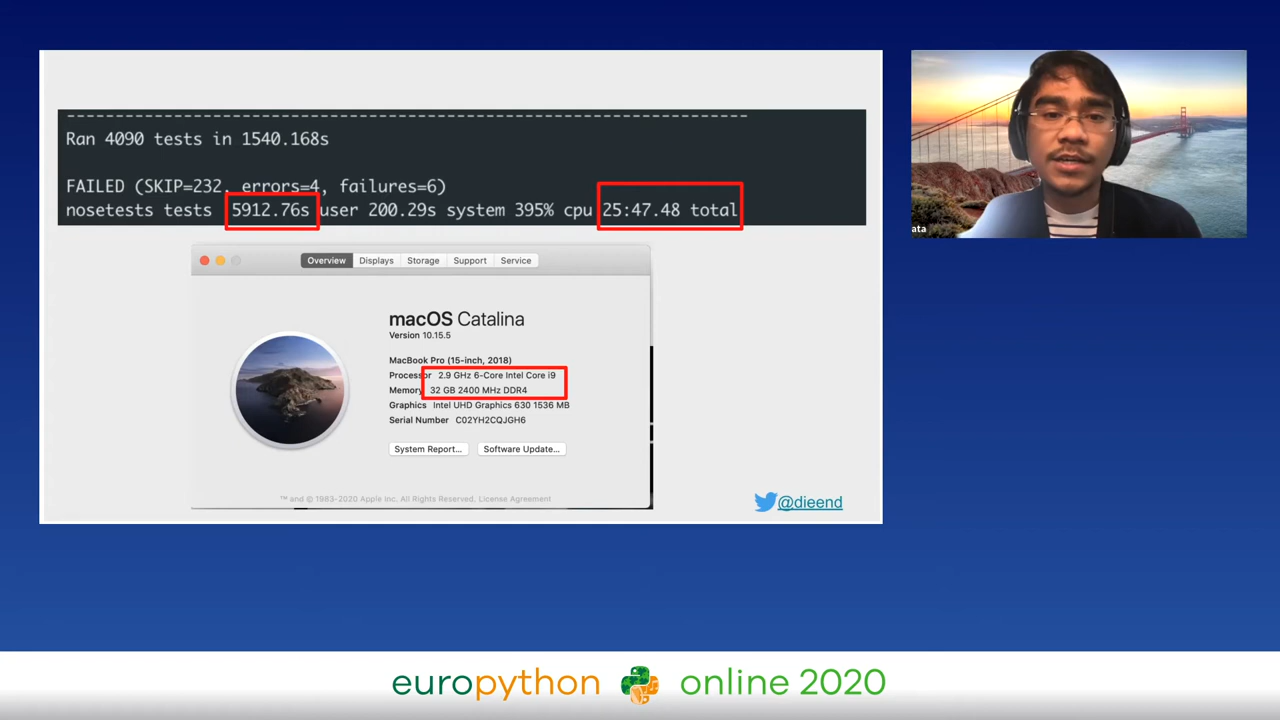 Ran 4090 tests in 1540.168s
FAILED (SKIP=232, errors=4, failures=6)
nosetests tests 5912.76s user 200.29s system 395% cpu 25:47.48 total
Overview Displays Storage Support Service
macOS Catalina
Version 10.15.5
MacBook Pro (15-inch, 2018)
Processor 2.9 GHz 6-Core Intel Core i9
Memory 32 GB 2400 MHz DDR4
Graphics Intel UHD Graphics 630 1536 MB
Serial Number C02YH2CQJGH6
System Report... Software Update...
™ and © 1983-2020 Apple Inc. All Rights Reserved. License Agreement
@dieend
ata
europython online 2020